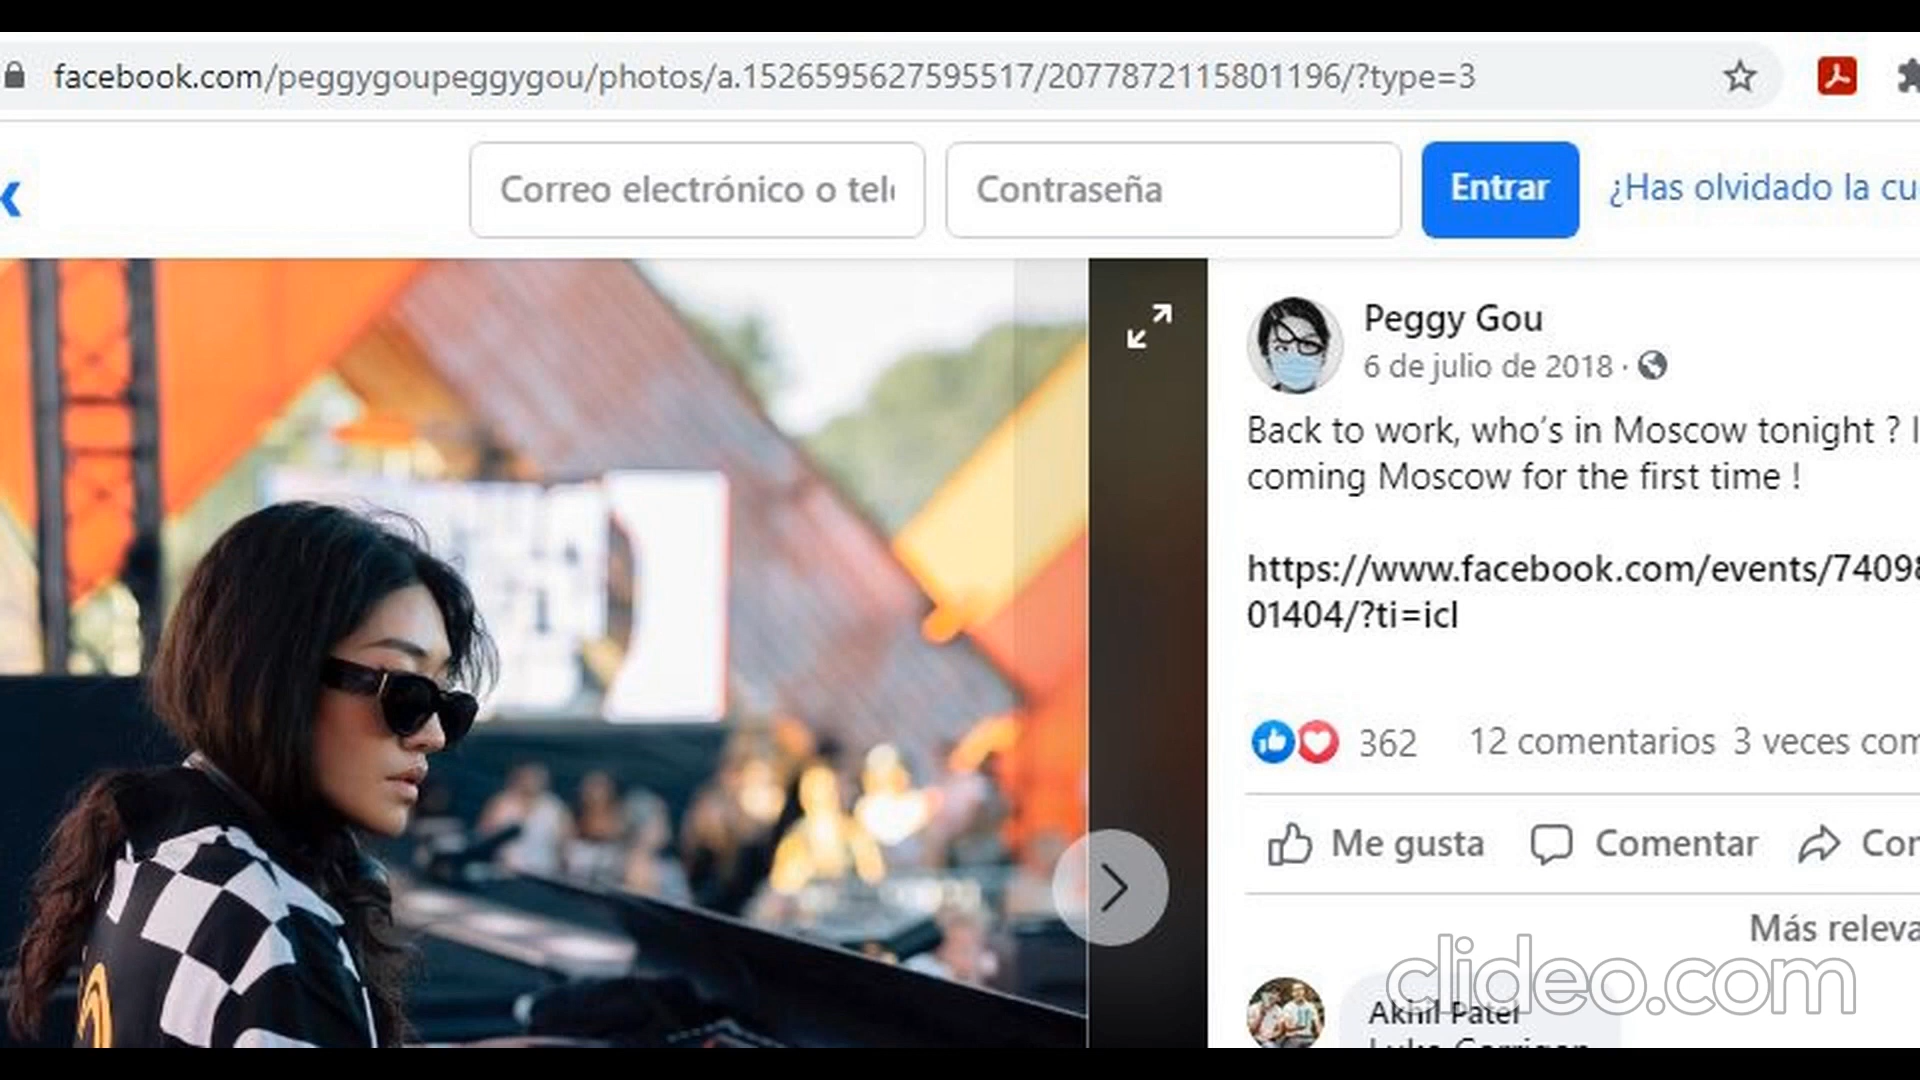 facebook.com/peggygoupeggygou/photos/a.1526595627595517/2077872115801196/?type=3
Correo electrónico o tel
Contraseña
Entrar
¿Has olvidado la cu
Peggy Gou
6 de julio de 2018 ·
Back to work, who's in Moscow tonight ? I
coming Moscow for the first time !
https://www.facebook.com/events/74098
01404/?ti=icl
362
12 comentarios
3 veces com
Me gusta
Comentar
Con
Más releva
Akhil Patel
clideo.com